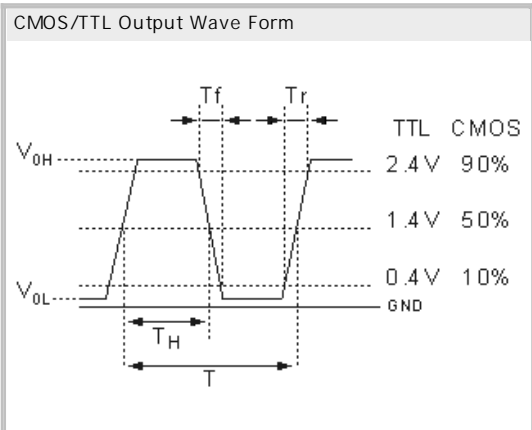 CMOS/TTL Output Wave Form
Tf Tr
TTL CMOS
V0H 2.4V 90%
1.4V 50%
0.4V 10%
V0L GND
TH
T